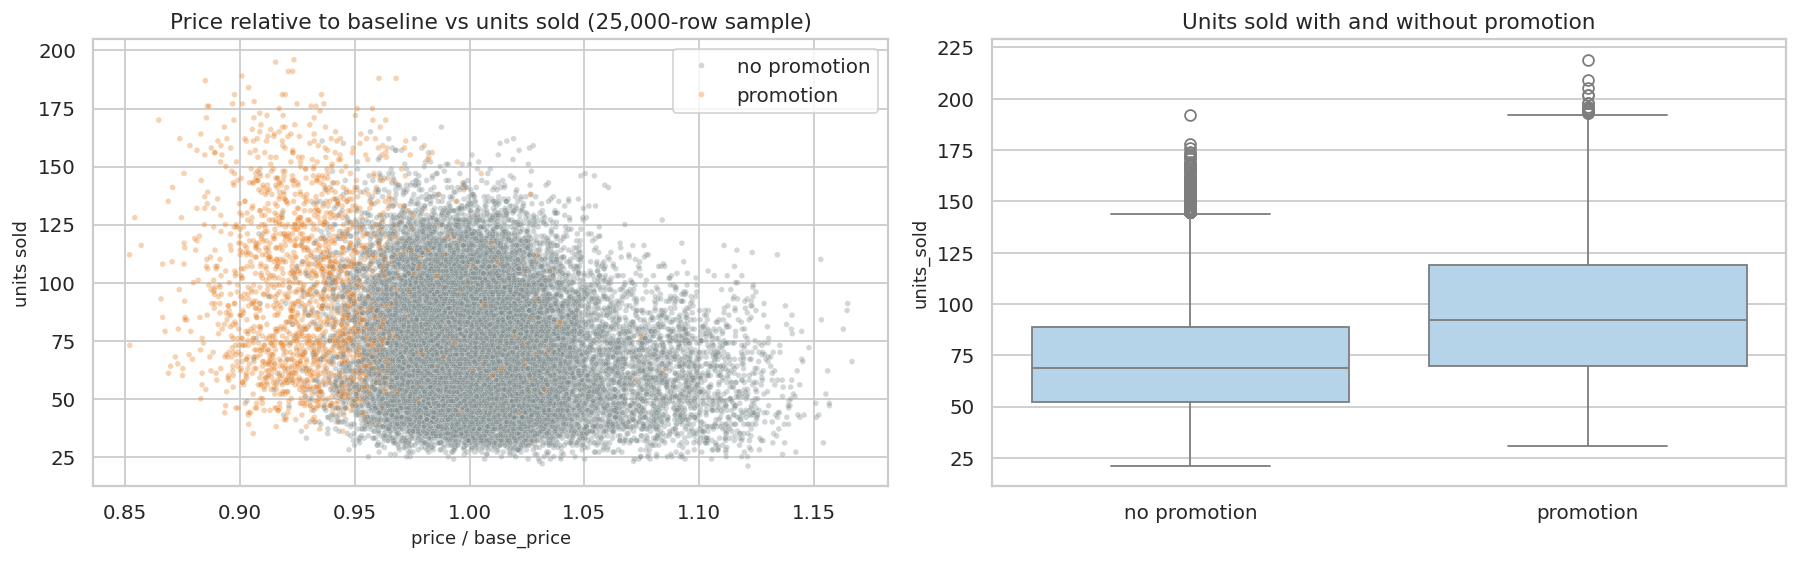 Price relative to baseline vs units sold (25,000-row sample)
units sold
200
175
150
125
100
75
50
25
no promotion
promotion
0.85 0.90 0.95 1.00 1.05 1.10 1.15
price / base_price
Units sold with and without promotion
units_sold
225
200
175
150
125
100
75
50
25
no promotion promotion